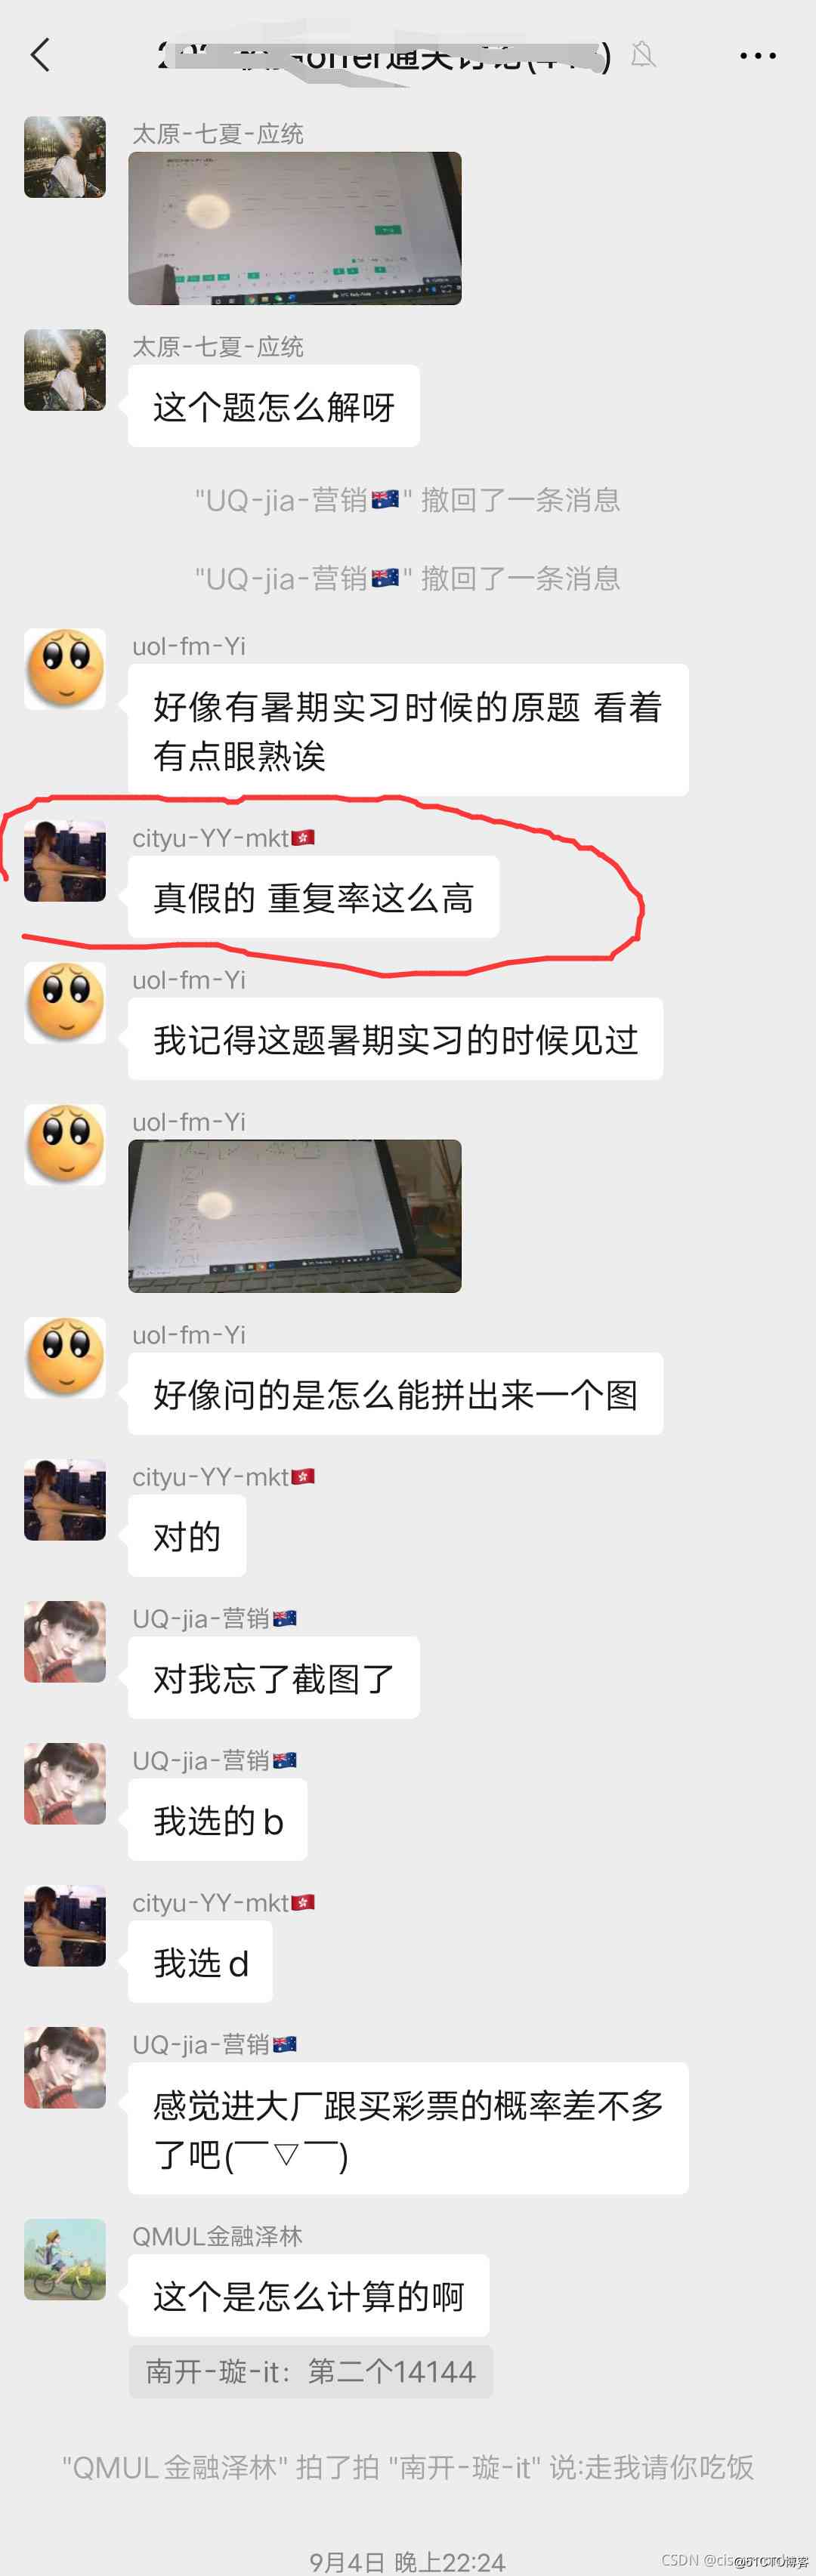 offer通关讨论
太原-七夏-应统
太原-七夏-应统
这个题怎么解呀
"UQ-jia-营销🇦🇺" 撤回了一条消息
"UQ-jia-营销🇦🇺" 撤回了一条消息
uol-fm-Yi
好像有暑期实习时候的原题 看着
有点眼熟诶
cityu-YY-mkt🇭🇰
真假的 重复率这么高
uol-fm-Yi
我记得这题暑期实习的时候见过
uol-fm-Yi
uol-fm-Yi
好像问的是怎么能拼出来一个图
cityu-YY-mkt🇭🇰
对的
UQ-jia-营销🇦🇺
对我忘了截图了
UQ-jia-营销🇦🇺
我选的b
cityu-YY-mkt🇭🇰
我选d
UQ-jia-营销🇦🇺
感觉进大厂跟买彩票的概率差不多
了吧(￣▽￣)
QMUL金融泽林
这个是怎么计算的啊
南开-璇-it：第二个14144
"QMUL金融泽林" 拍了拍 "南开-璇-it" 说:走我请你吃饭
9月4日 晚上22:24
CSDN @51CTO博客